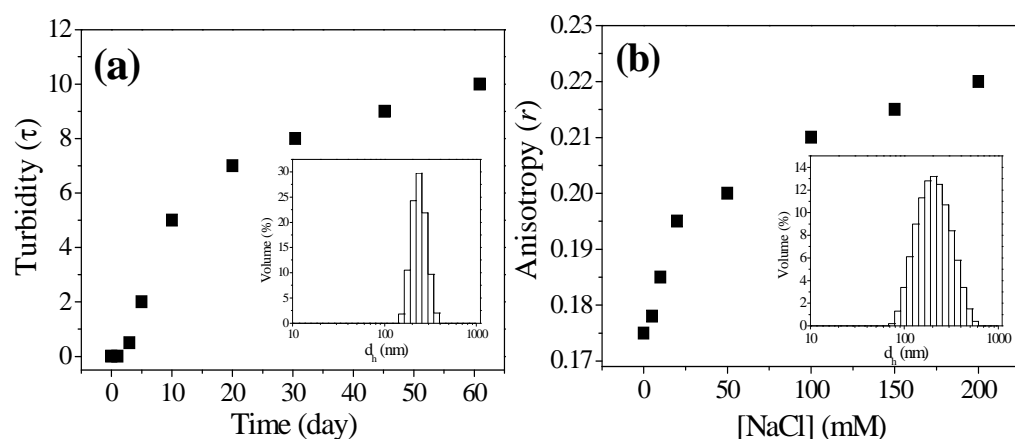 (a)
Turbidity (τ)
12
10
8
6
4
2
0
0 10 20 30 40 50 60
Time (day)
Volume (%)
30
25
20
15
10
5
0
10 100 1000
d_h (nm)
(b)
Anisotropy (r)
0.23
0.22
0.21
0.20
0.19
0.18
0.17
0 50 100 150 200
[NaCl] (mM)
Volume (%)
14
12
10
8
6
4
2
0
10 100 1000
d_h (nm)